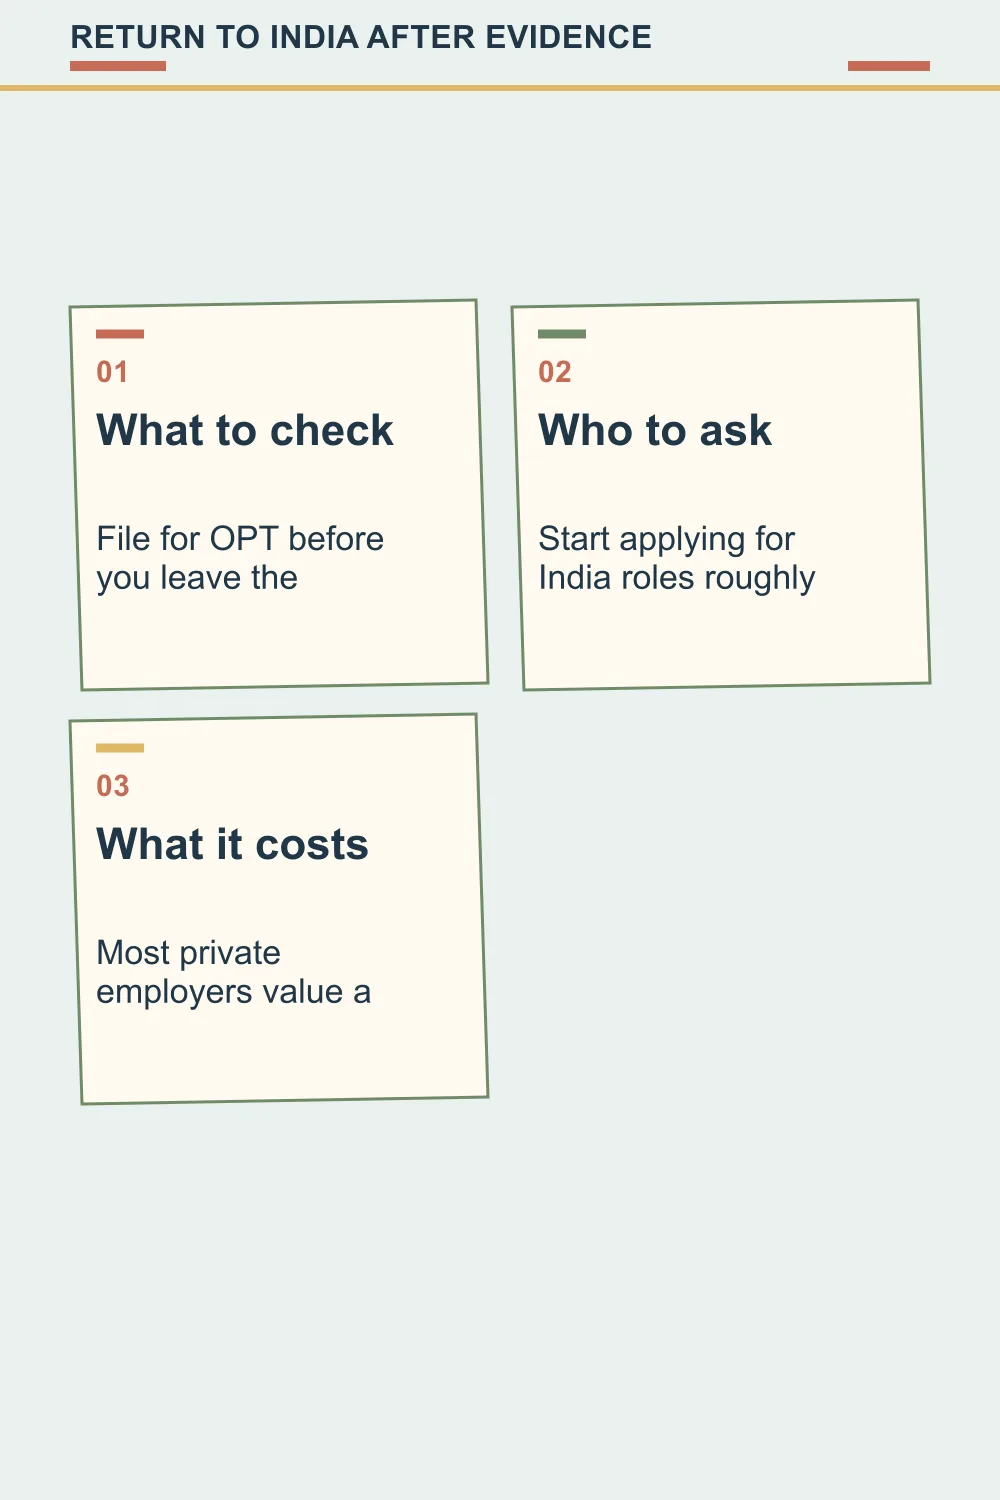 RETURN TO INDIA AFTER EVIDENCE
01
What to check
File for OPT before
you leave the
02
Who to ask
Start applying for
India roles roughly
03
What it costs
Most private
employers value a